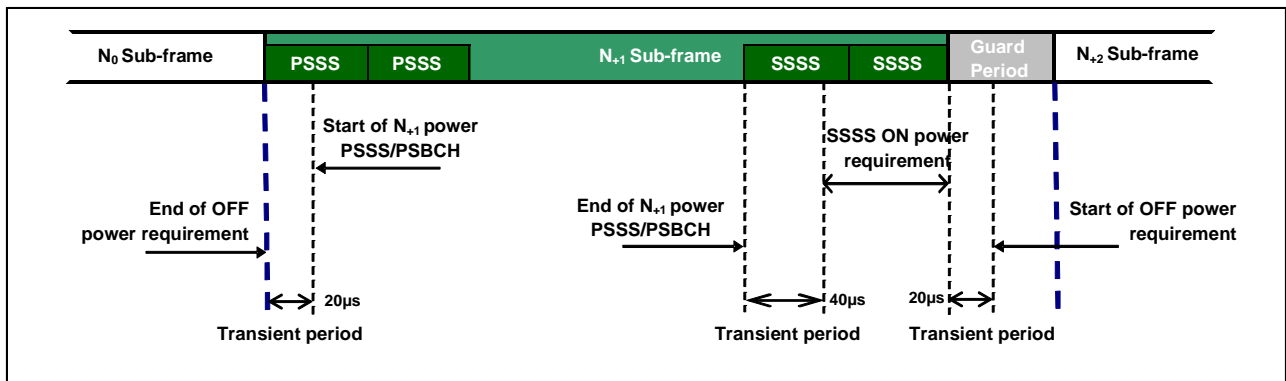 N0 Sub-frame
PSSS
PSSS
N+1 Sub-frame
SSSS
SSSS
Guard
Period
N+2 Sub-frame
Start of N+1 power
PSSS/PSBCH
SSSS ON power
requirement
End of OFF
power requirement
End of N+1 power
PSSS/PSBCH
Start of OFF power
requirement
20µs
40µs
20µs
Transient period
Transient period
Transient period